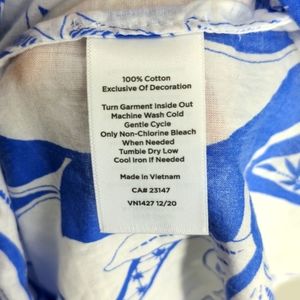 100% Cotton
Exclusive Of Decoration
Turn Garment Inside Out
Machine Wash Cold
Gentle Cycle
Only Non-Chlorine Bleach
When Needed
Tumble Dry Low
Cool Iron If Needed
Made in Vietnam
CA# 23147
VN1427 12/20